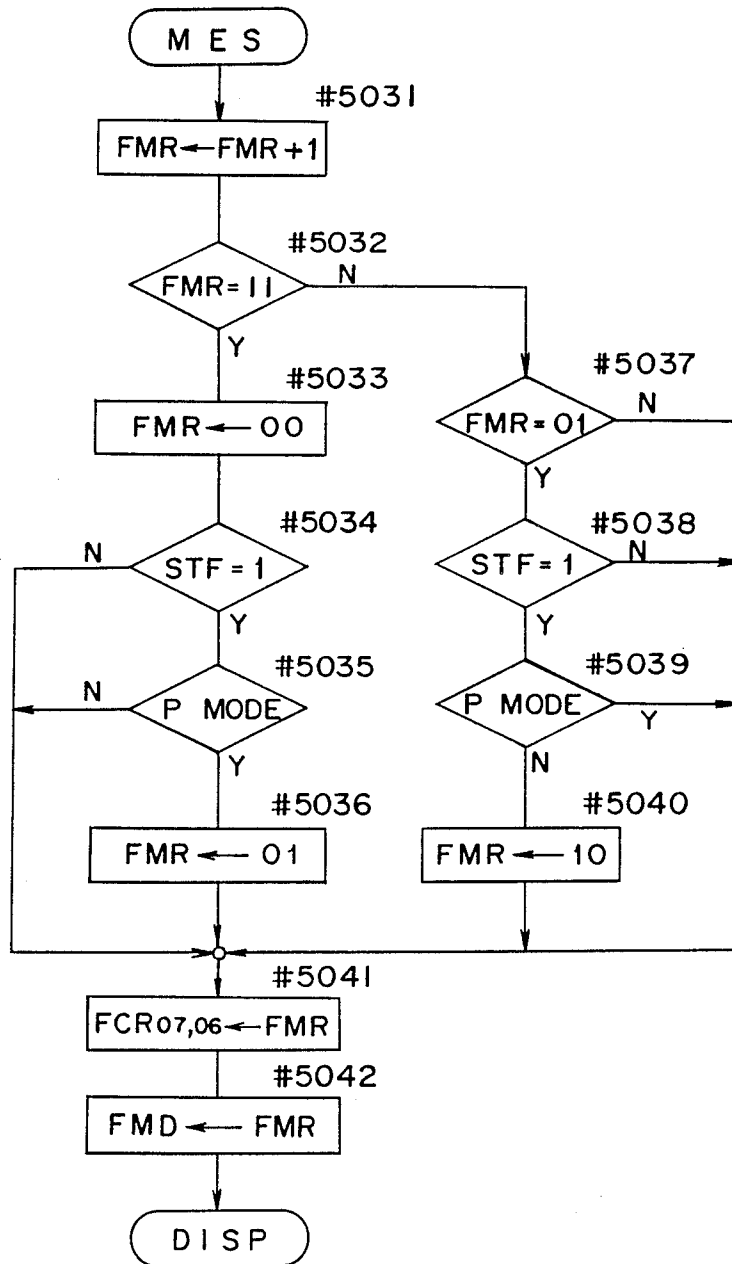 MES
#5031
FMR←FMR+1
#5032
FMR=11
N
Y
#5033
FMR←00
#5034
N
STF=1
Y
#5035
N
P MODE
Y
#5036
FMR←01
#5037
FMR=01
N
Y
#5038
STF=1
N
Y
#5039
P MODE
Y
N
#5040
FMR←10
#5041
FCR07,06←FMR
#5042
FMD←FMR
DISP